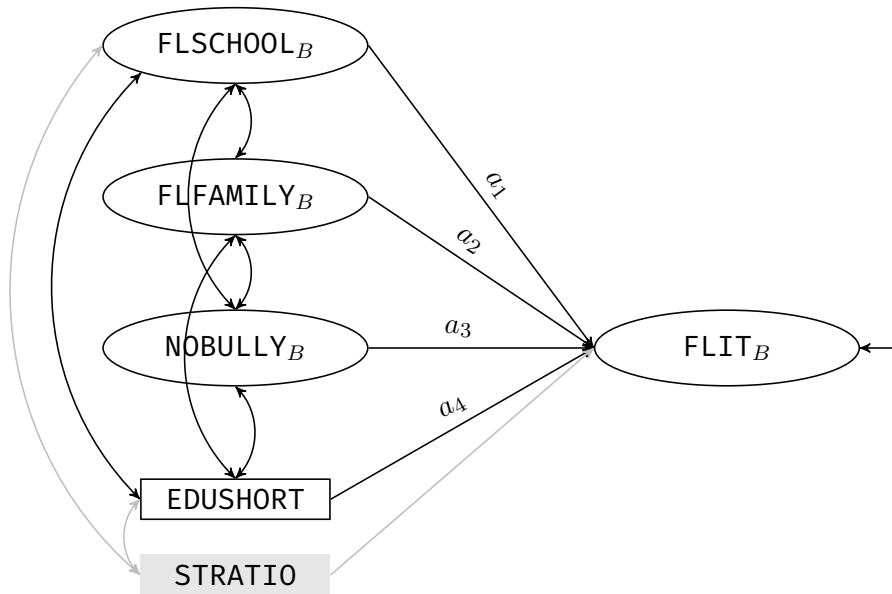 FLSCHOOL_B
a_1
FLFAMILY_B
a_2
NOBULLY_B
a_3
FLIT_B
a_4
EDUSHORT
STRATIO